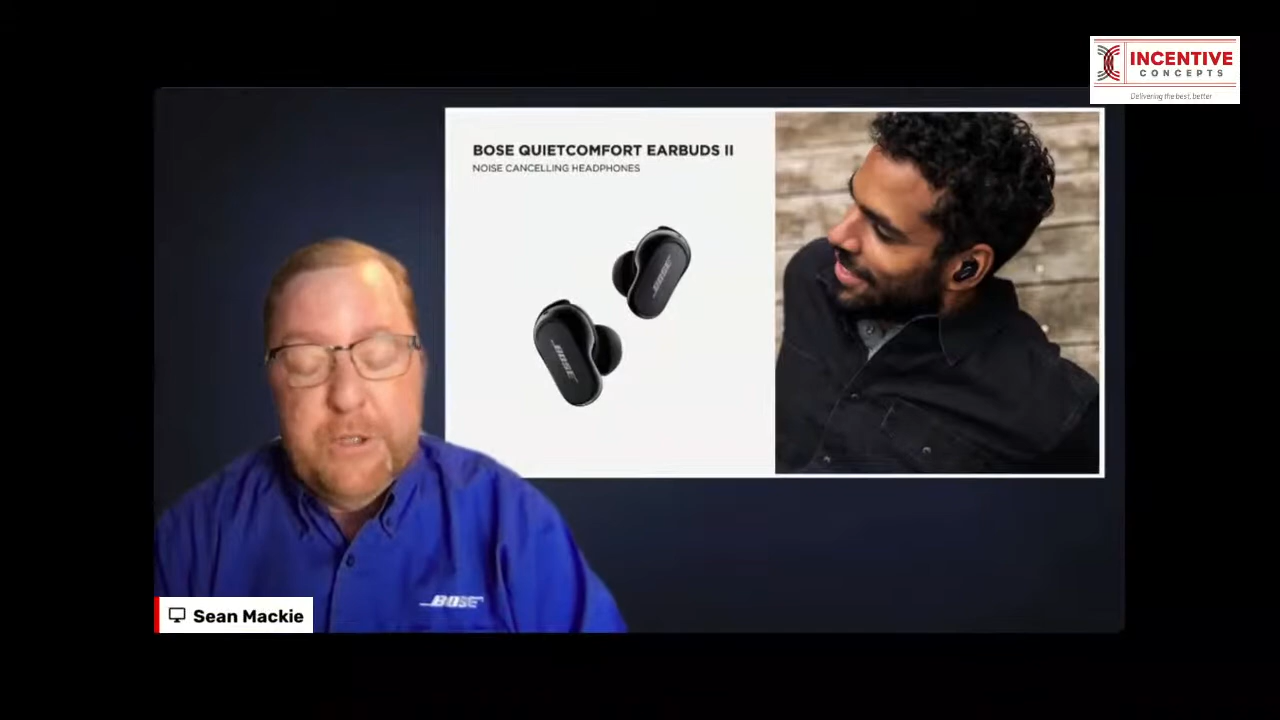 INCENTIVE
CONCEPTS
Delivering the best, better
BOSE QUIETCOMFORT EARBUDS II
NOISE CANCELLING HEADPHONES
BOSE
BOSE
BOSE
Sean Mackie